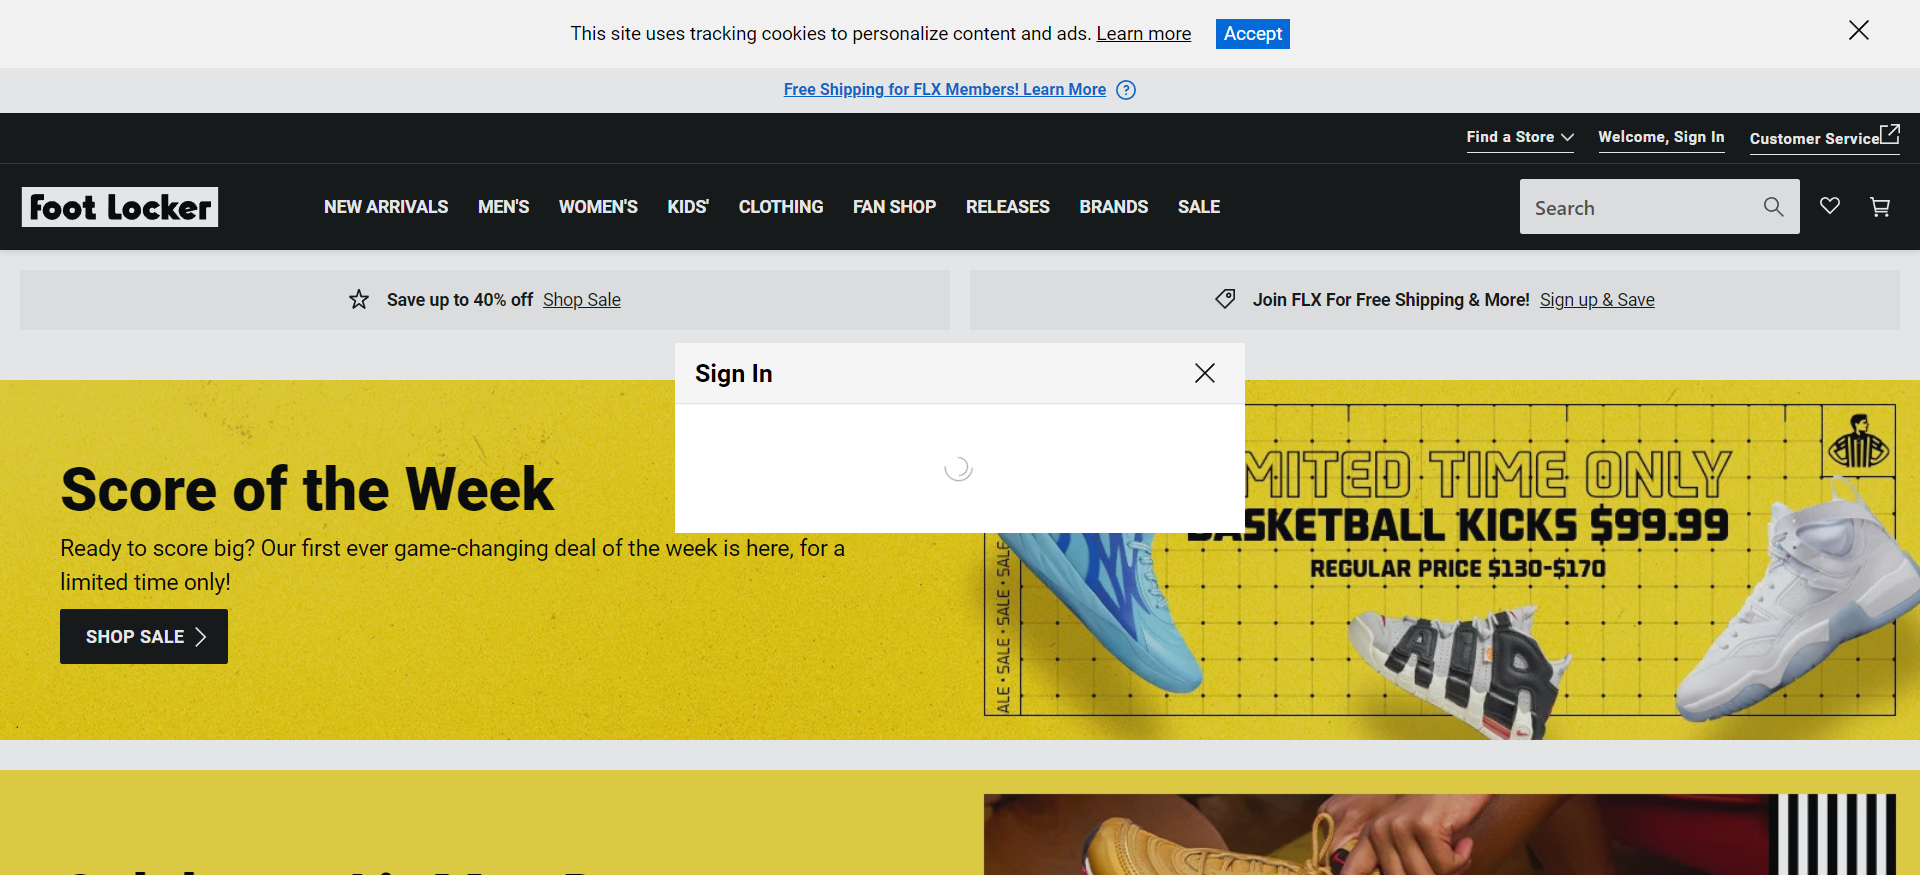 This site uses tracking cookies to personalize content and ads. Learn more Accept
Free Shipping for FLX Members! Learn More ?
Find a Store Welcome, Sign In Customer Service
Foot Locker NEW ARRIVALS MEN'S WOMEN'S KIDS' CLOTHING FAN SHOP RELEASES BRANDS SALE Search
Save up to 40% off Shop Sale
Join FLX For Free Shipping & More! Sign up & Save
Sign In
Score of the Week
Ready to score big? Our first ever game-changing deal of the week is here, for a
limited time only!
SHOP SALE
MITED TIME ONLY
SKETBALL KICKS $99.99
REGULAR PRICE $130-$170
ALE • SALE • SALE • SALE
AIR